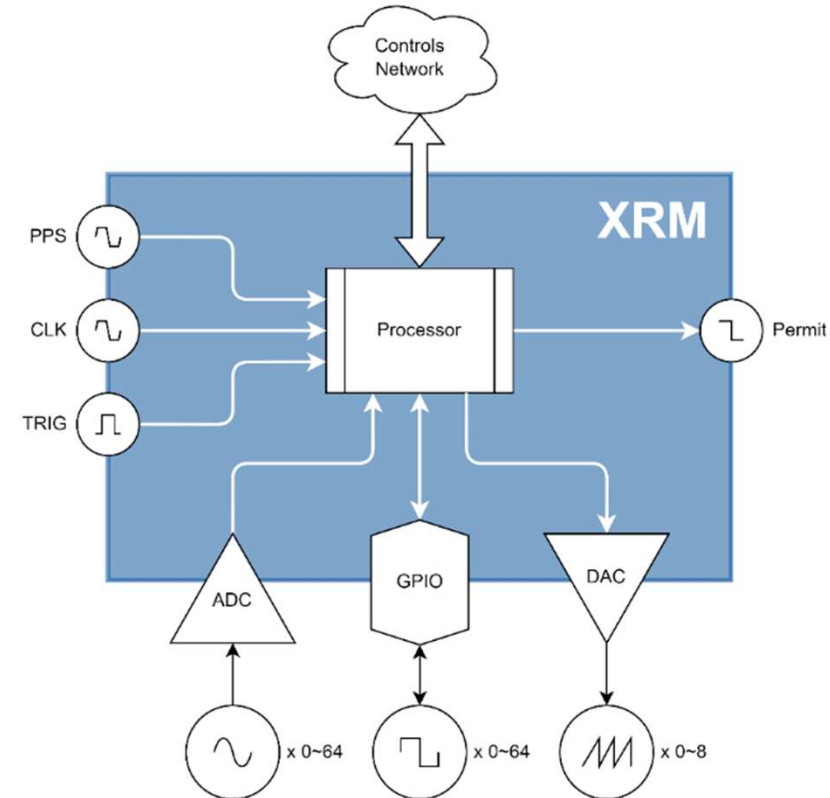 Controls
Network
XRM
PPS
CLK
Processor
Permit
TRIG
ADC
GPIO
DAC
x 0~64
x 0~64
x 0~8